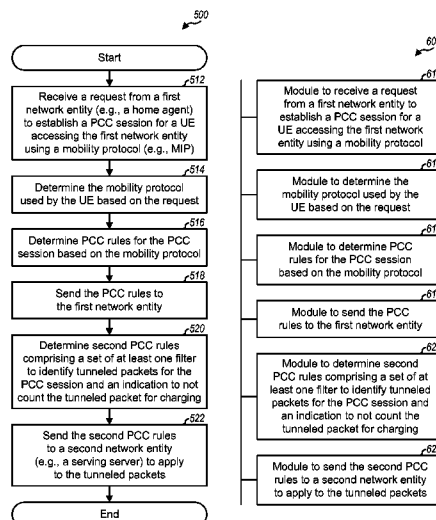 500
Start
512
Receive a request from a first
network entity (e.g., a home agent)
to establish a PCC session for a UE
accessing the first network entity
using a mobility protocol (e.g., MIP)
514
Determine the mobility protocol
used by the UE based on the request
516
Determine PCC rules for the PCC
session based on the mobility protocol
518
Send the PCC rules to
the first network entity
520
Determine second PCC rules
comprising a set of at least one filter
to identify tunneled packets for the
PCC session and an indication to not
count the tunneled packet for charging
522
Send the second PCC rules
to a second network entity
(e.g., a serving server) to apply
to the tunneled packets
End
60
61
Module to receive a request
from a first network entity to
establish a PCC session for a
UE accessing the first network
entity using a mobility protocol
61
Module to determine the
mobility protocol used by the
UE based on the request
61
Module to determine PCC
rules for the PCC session
based on the mobility protocol
61
Module to send the PCC
rules to the first network entity
62
Module to determine second
PCC rules comprising a set of at
least one filter to identify tunneled
packets for the PCC session and
an indication to not count the
tunneled packet for charging
62
Module to send the second PCC
rules to a second network entity
to apply to the tunneled packets